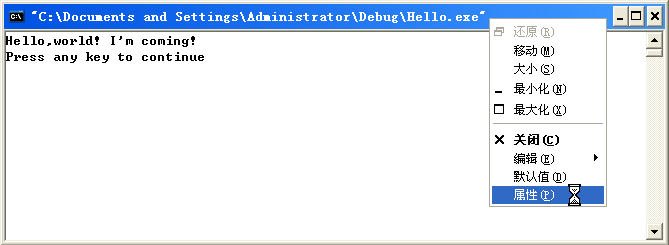 "C:\Documents and Settings\Administrator\Debug\Hello.exe"
Hello,world! I'm coming!
Press any key to continue
还原(R)
移动(M)
大小(S)
最小化(N)
最大化(X)
关闭(C)
编辑(E)
默认值(D)
属性(P)